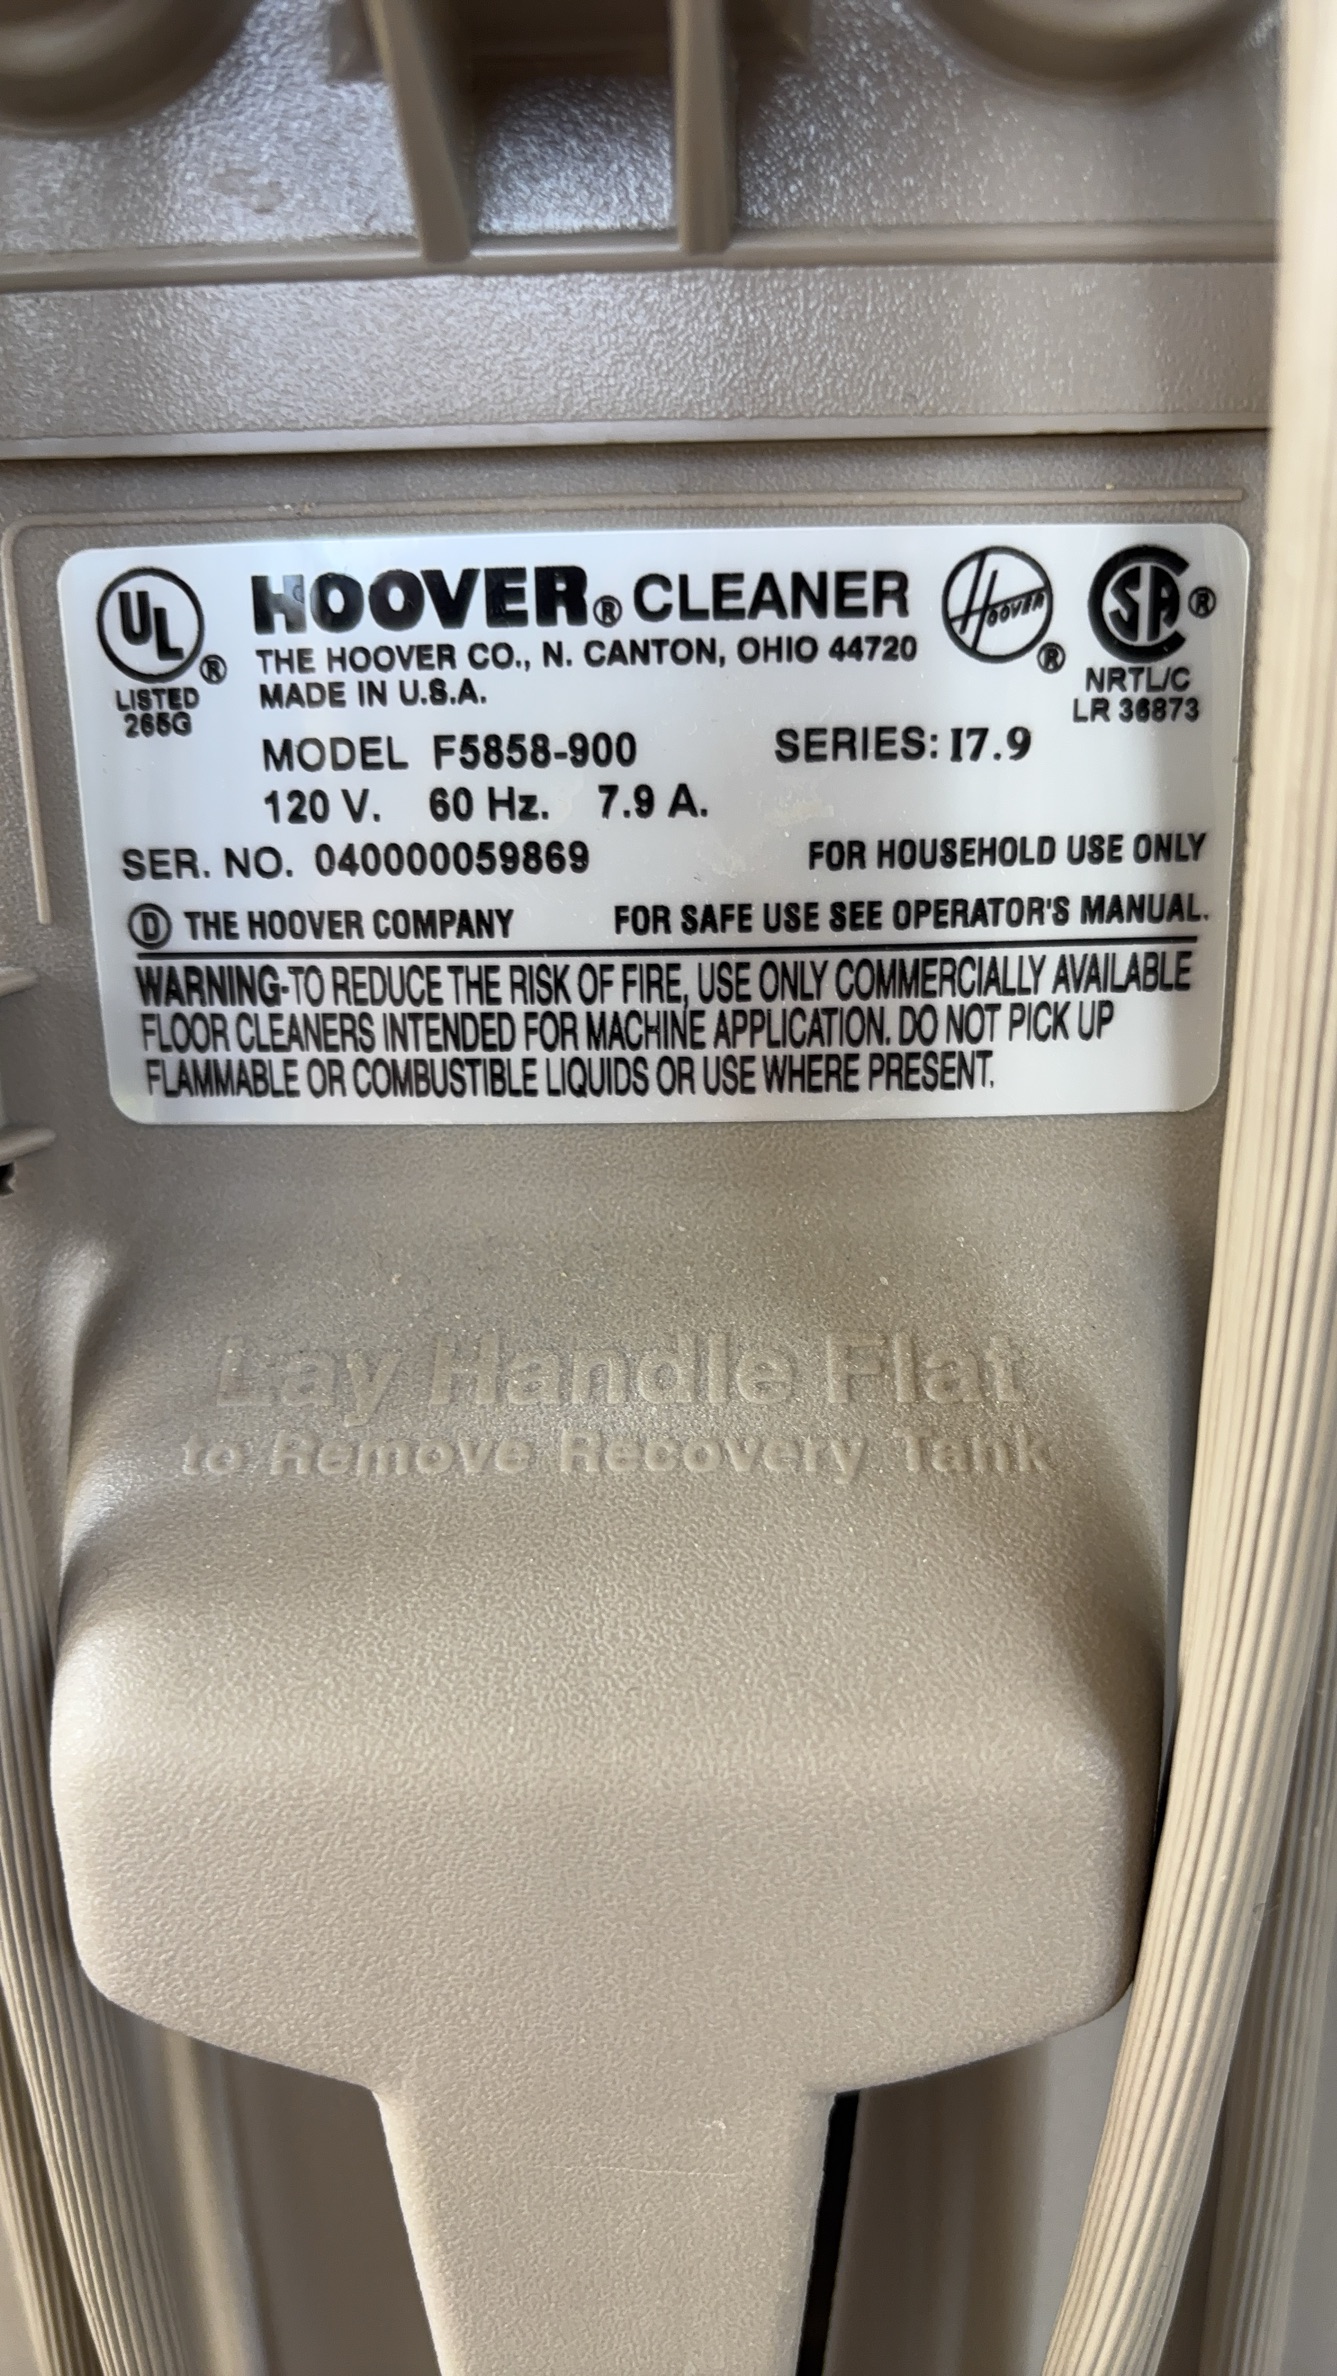 UL®
LISTED
265G
HOOVER® CLEANER
THE HOOVER CO., N. CANTON, OHIO 44720
MADE IN U.S.A.
Hoover®
SA®
NRTL/C
LR 36873
MODEL F5858-900 SERIES: I7.9
120 V. 60 Hz. 7.9 A.
SER. NO. 040000059869 FOR HOUSEHOLD USE ONLY
D THE HOOVER COMPANY FOR SAFE USE SEE OPERATOR'S MANUAL.
WARNING-TO REDUCE THE RISK OF FIRE, USE ONLY COMMERCIALLY AVAILABLE
FLOOR CLEANERS INTENDED FOR MACHINE APPLICATION. DO NOT PICK UP
FLAMMABLE OR COMBUSTIBLE LIQUIDS OR USE WHERE PRESENT.
Lay Handle Flat
to Remove Recovery Tank